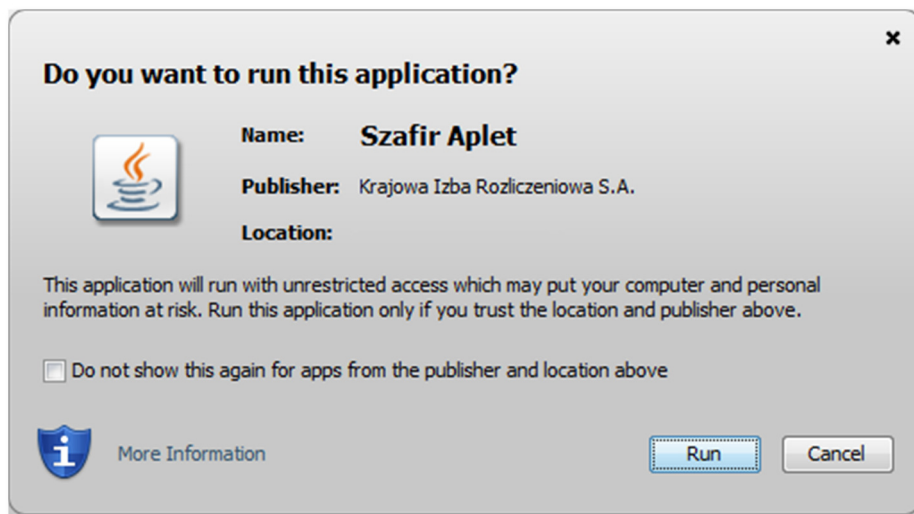 Do you want to run this application?
Name: Szafir Aplet
Publisher: Krajowa Izba Rozliczeniowa S.A.
Location:
This application will run with unrestricted access which may put your computer and personal
information at risk. Run this application only if you trust the location and publisher above.
Do not show this again for apps from the publisher and location above
More Information
Run
Cancel